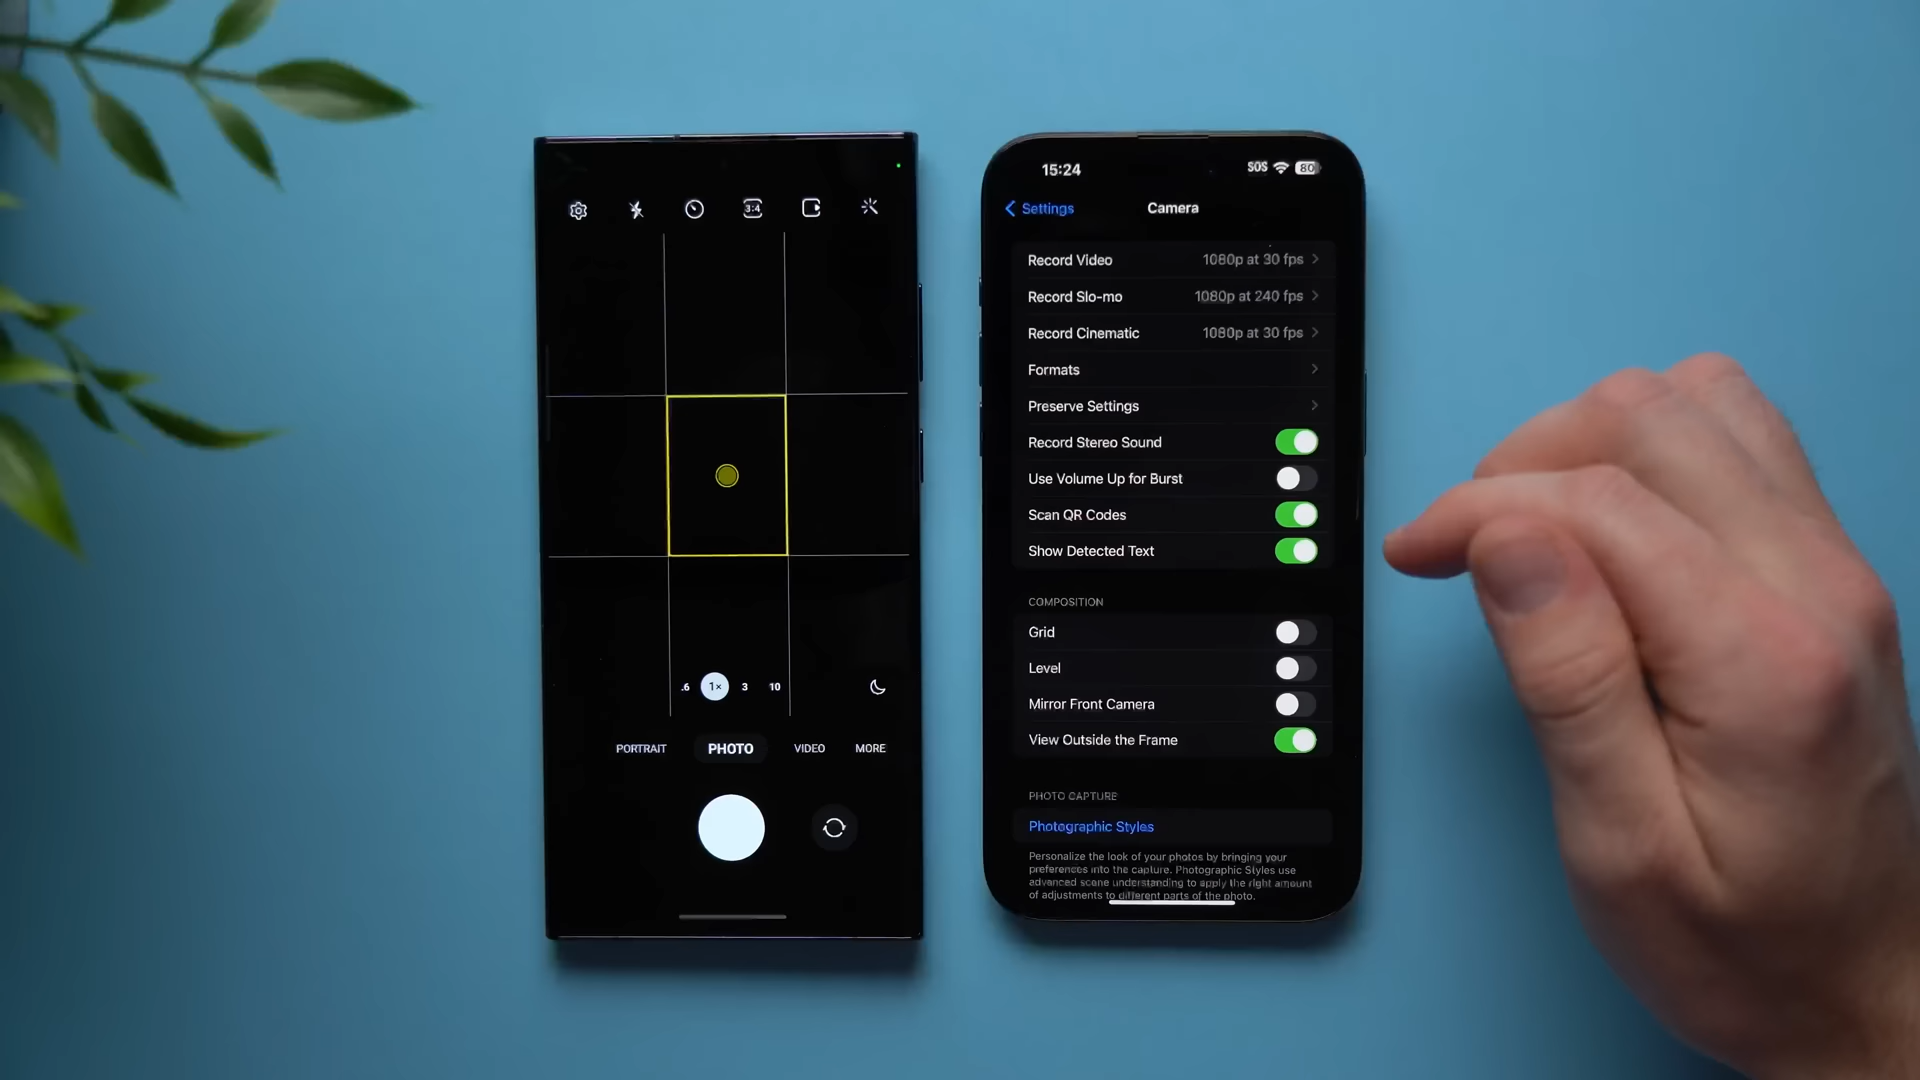 3:4
.6 1× 3 10
PORTRAIT PHOTO VIDEO MORE
15:24 SOS 80
Settings Camera
Record Video 1080p at 30 fps
Record Slo-mo 1080p at 240 fps
Record Cinematic 1080p at 30 fps
Formats
Preserve Settings
Record Stereo Sound
Use Volume Up for Burst
Scan QR Codes
Show Detected Text
COMPOSITION
Grid
Level
Mirror Front Camera
View Outside the Frame
PHOTO CAPTURE
Photographic Styles
Personalize the look of your photos by bringing your
preferences into the capture. Photographic Styles use
advanced scene understanding to apply the right amount
of adjustments to different parts of the photo.